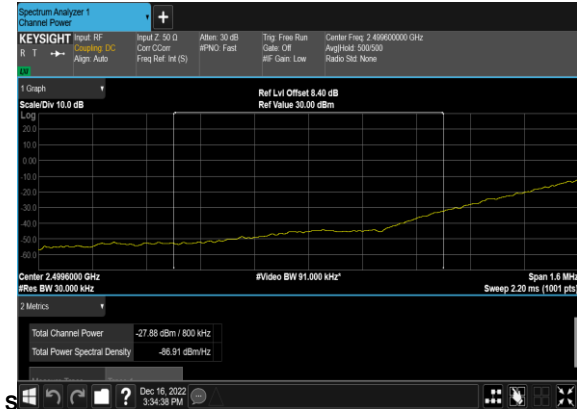 Spectrum Analyzer 1
Channel Power
KEYSIGHT
R T
LW
Input: RF
Coupling: DC
Align: Auto
Input Z: 50 Ω
Corr CCorr
Freq Ref: Int (S)
Atten: 30 dB
#PNO: Fast
Trig: Free Run
Gate: Off
#IF Gain: Low
Center Freq: 2.499600000 GHz
Avg|Hold: 500/500
Radio Std: None
1 Graph
Scale/Div 10.0 dB
Ref Lvl Offset 8.40 dB
Ref Value 30.00 dBm
Log
20.0
10.0
0.00
-10.0
-20.0
-30.0
-40.0
-50.0
-60.0
Center 2.4996000 GHz
#Res BW 30.000 kHz
#Video BW 91.000 kHz*
Span 1.6 MHz
Sweep 2.20 ms (1001 pts)
2 Metrics
Total Channel Power -27.88 dBm / 800 kHz
Total Power Spectral Density -86.91 dBm/Hz
S
?
Dec 16, 2022
3:34:38 PM